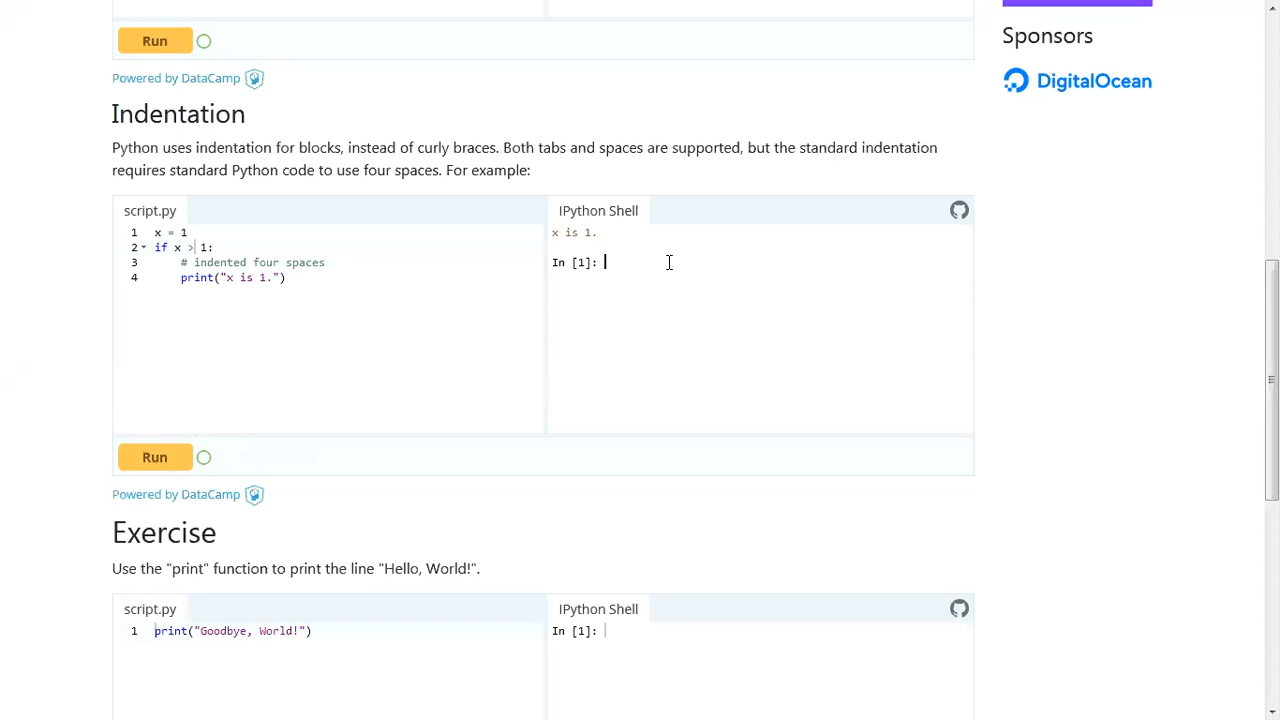 Sponsors
DigitalOcean
Run
Powered by DataCamp
Indentation
Python uses indentation for blocks, instead of curly braces. Both tabs and spaces are supported, but the standard indentation
requires standard Python code to use four spaces. For example:
script.py
1 x = 1
2 if x > 1:
3 # indented four spaces
4 print("x is 1.")
IPython Shell
x is 1.
In [1]:
Run
Powered by DataCamp
Exercise
Use the "print" function to print the line "Hello, World!".
script.py
1 print("Goodbye, World!")
IPython Shell
In [1]: